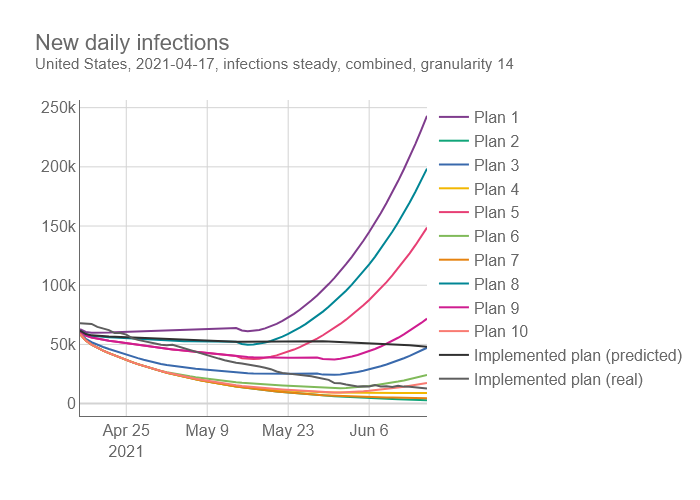 New daily infections
United States, 2021-04-17, infections steady, combined, granularity 14
250k
200k
150k
100k
50k
0
Apr 25
2021
May 9
May 23
Jun 6
Plan 1
Plan 2
Plan 3
Plan 4
Plan 5
Plan 6
Plan 7
Plan 8
Plan 9
Plan 10
Implemented plan (predicted)
Implemented plan (real)